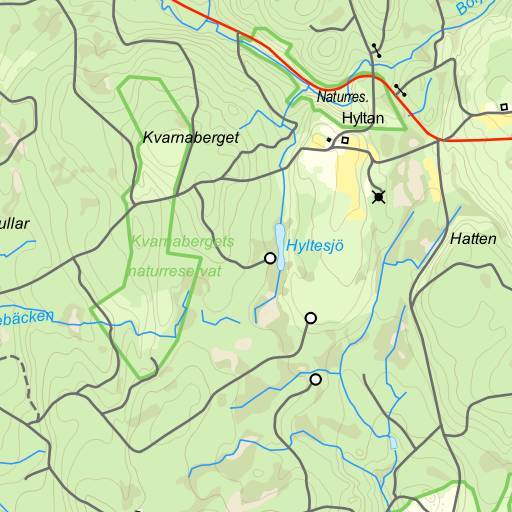 Naturres.
Hyltan
Kvarnaberget
ullar
Kvarnabergets
naturreservat
Hyltesjö
Hatten
ebäcken